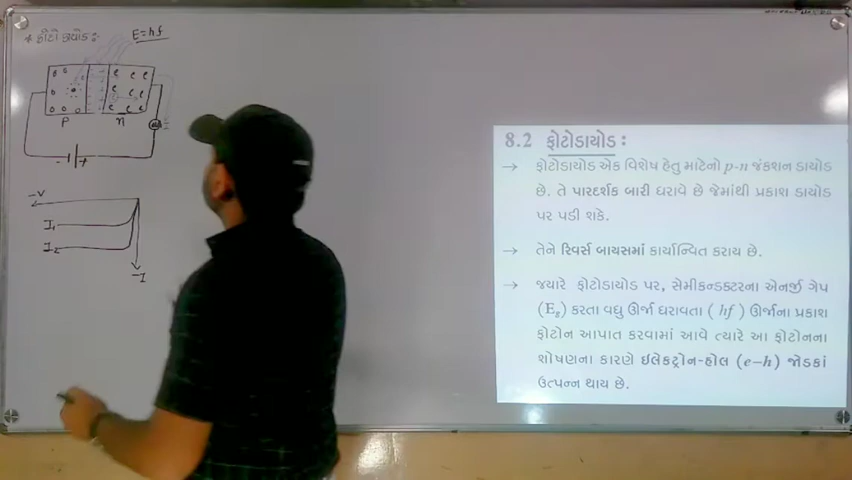 * ફોટો ડાયોડ :-
E=hf
P
n
- +
-V
I₁
I₂
-I
8.2 ફોટોડાયોડ :
→ ફોટોડાયોડ એક વિશેષ હેતુ માટેનો p-n જંકશન ડાયોડ
છે. તે પારદર્શક બારી ધરાવે છે જેમાંથી પ્રકાશ ડાયોડ
પર પડી શકે.
→ તેને રિવર્સ બાયસમાં કાર્યાન્વિત કરાય છે.
→ જ્યારે ફોટોડાયોડ પર, સેમીકન્ડક્ટરના એનર્જી ગેપ
(E₉) કરતા વધુ ઊર્જા ધરાવતા ( hf ) ઊર્જાના પ્રકાશ
ફોટોન આપાત કરવામાં આવે ત્યારે આ ફોટોનના
શોષણના કારણે ઇલેક્ટ્રોન-હોલ (e–h) જોડકાં
ઉત્પન્ન થાય છે.